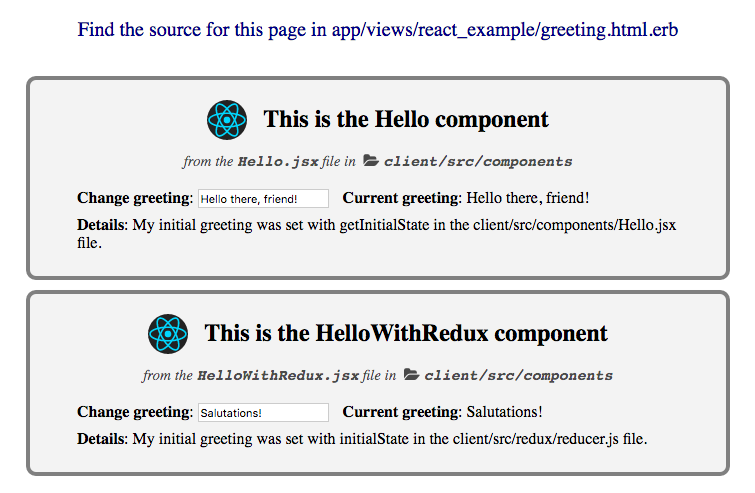 Find the source for this page in app/views/react_example/greeting.html.erb
This is the Hello component
from the Hello.jsx file in client/src/components
Change greeting: Hello there, friend! Current greeting: Hello there, friend!
Details: My initial greeting was set with getInitialState in the client/src/components/Hello.jsx
file.
This is the HelloWithRedux component
from the HelloWithRedux.jsx file in client/src/components
Change greeting: Salutations! Current greeting: Salutations!
Details: My initial greeting was set with initialState in the client/src/redux/reducer.js file.